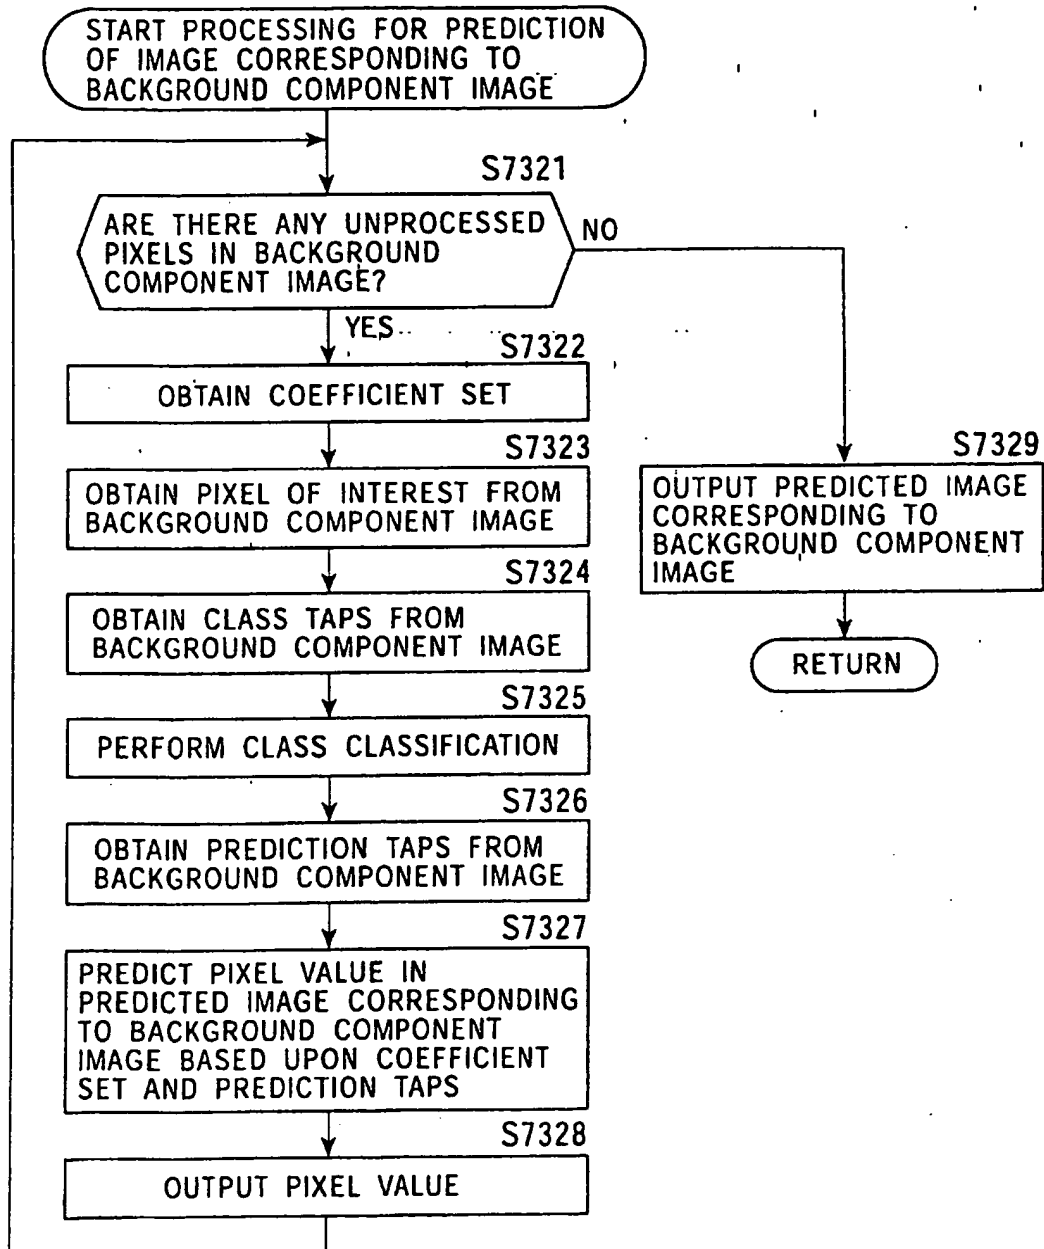 START PROCESSING FOR PREDICTION
OF IMAGE CORRESPONDING TO
BACKGROUND COMPONENT IMAGE
S7321
ARE THERE ANY UNPROCESSED
PIXELS IN BACKGROUND
COMPONENT IMAGE?
NO
YES
S7322
OBTAIN COEFFICIENT SET
S7323
OBTAIN PIXEL OF INTEREST FROM
BACKGROUND COMPONENT IMAGE
S7324
OBTAIN CLASS TAPS FROM
BACKGROUND COMPONENT IMAGE
S7325
PERFORM CLASS CLASSIFICATION
S7326
OBTAIN PREDICTION TAPS FROM
BACKGROUND COMPONENT IMAGE
S7327
PREDICT PIXEL VALUE IN
PREDICTED IMAGE CORRESPONDING
TO BACKGROUND COMPONENT
IMAGE BASED UPON COEFFICIENT
SET AND PREDICTION TAPS
S7328
OUTPUT PIXEL VALUE
S7329
OUTPUT PREDICTED IMAGE
CORRESPONDING TO
BACKGROUND COMPONENT
IMAGE
RETURN